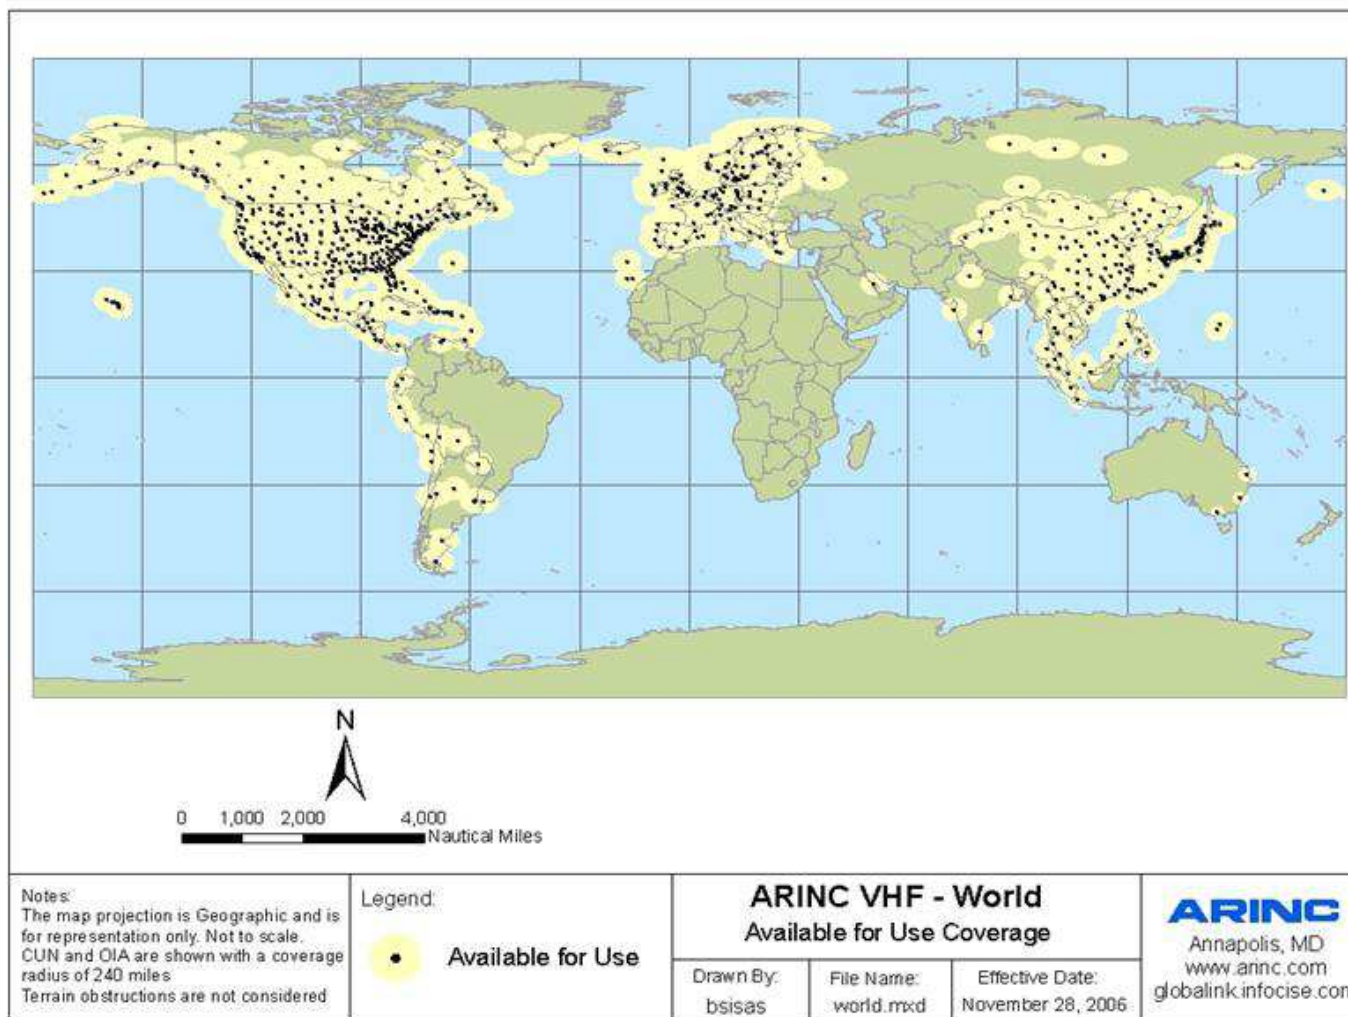 N
0 1,000 2,000 4,000
Nautical Miles
Notes:
The map projection is Geographic and is
for representation only. Not to scale.
CUN and OIA are shown with a coverage
radius of 240 miles
Terrain obstructions are not considered
Legend:
Available for Use
ARINC VHF - World
Available for Use Coverage
Drawn By:
bsisas
File Name:
world.mxd
Effective Date:
November 28, 2006
ARINC
Annapolis, MD
www.arinc.com
globalink.infocise.com